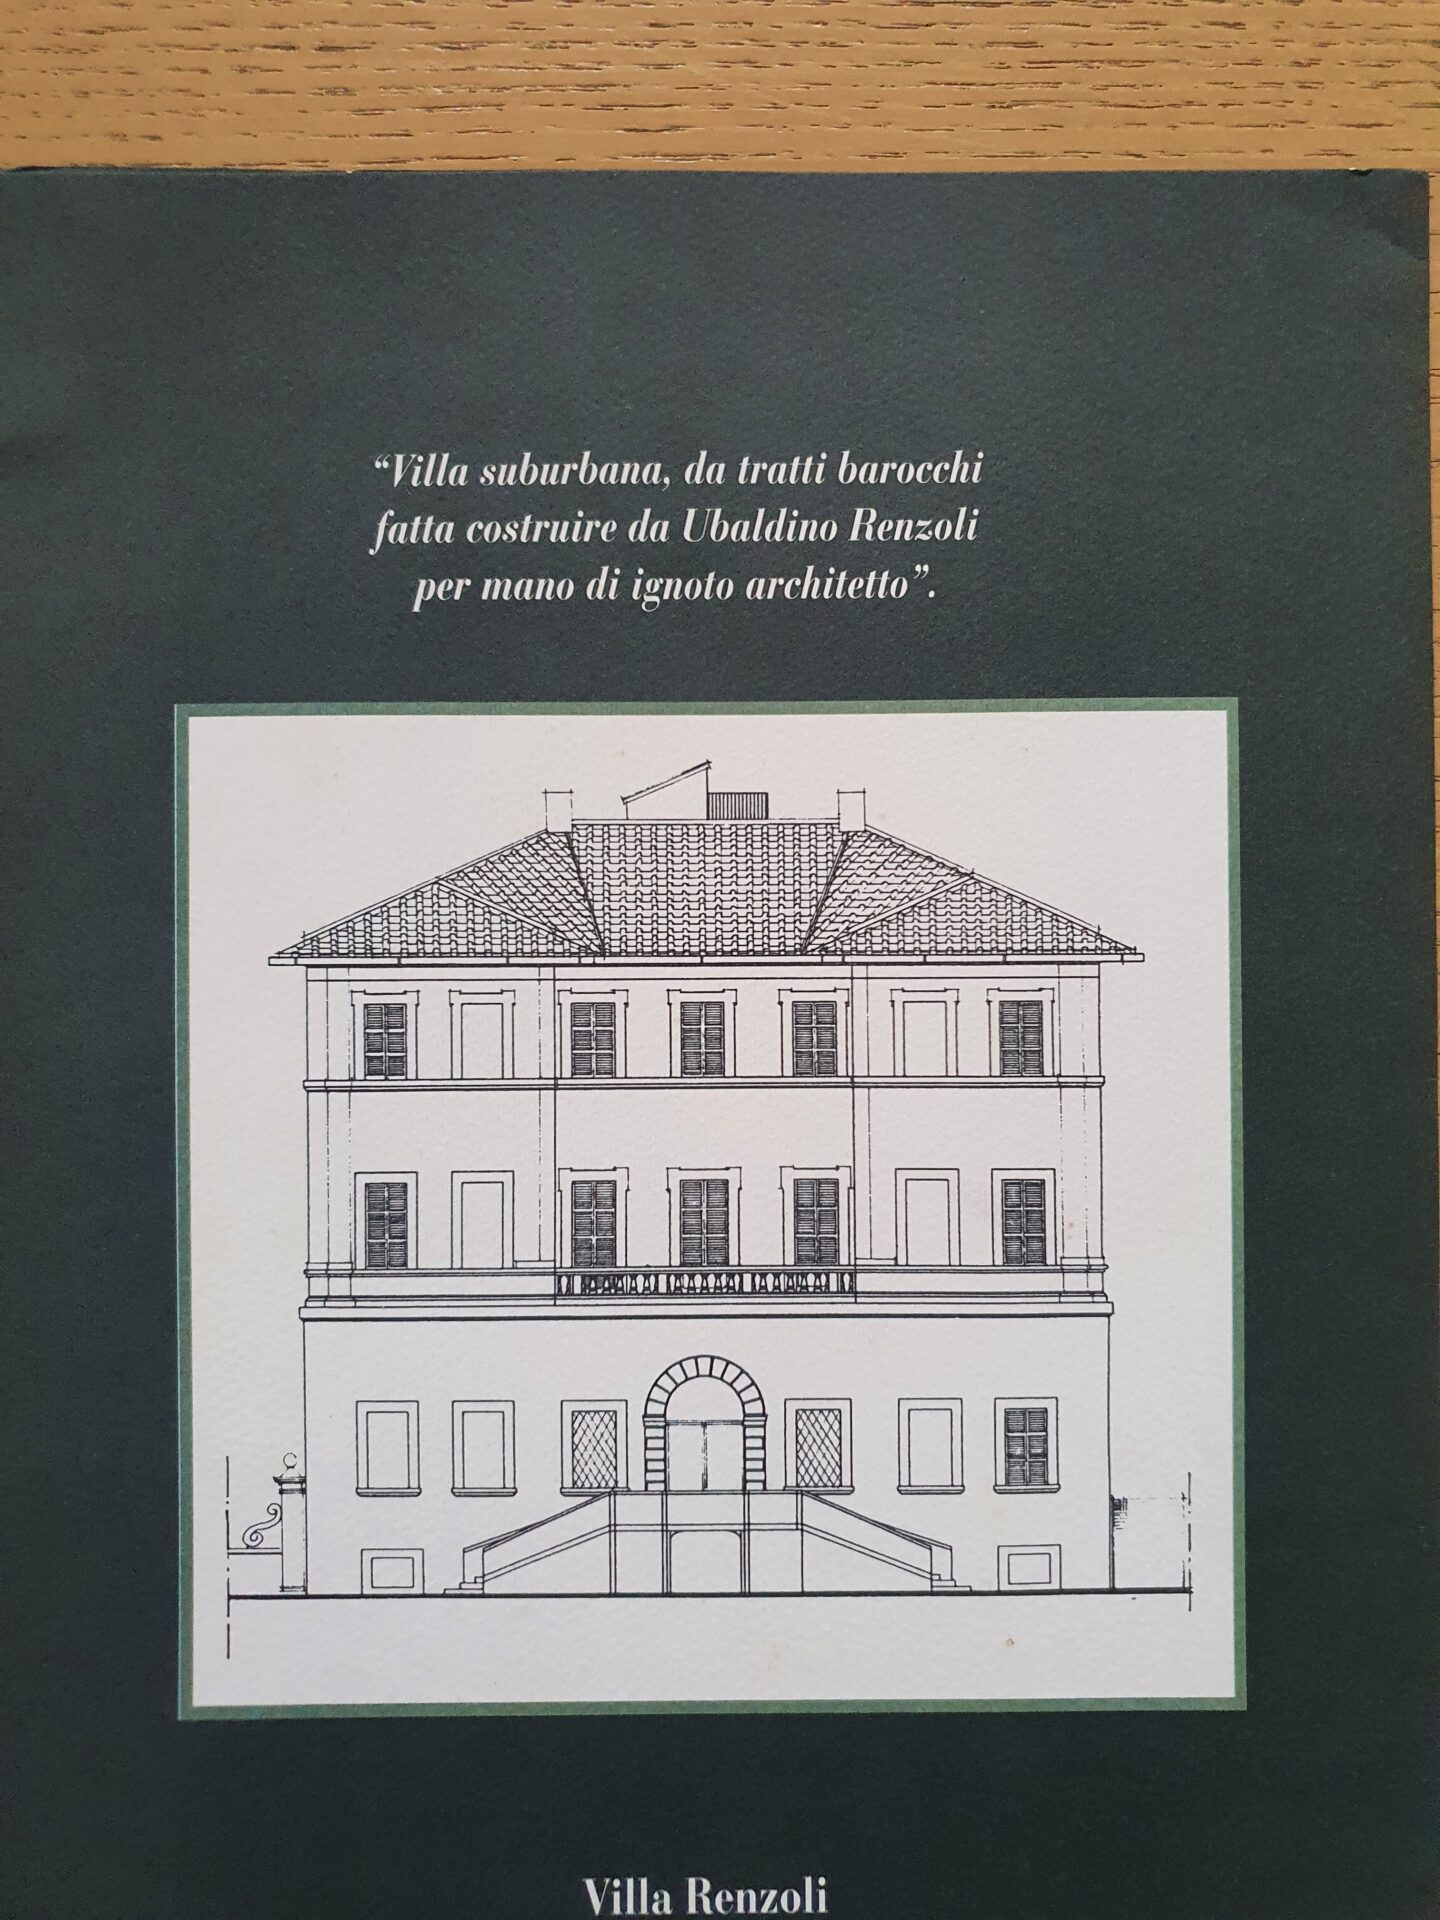 “Villa suburbana, da tratti barocchi
fatta costruire da Ubaldino Renzoli
per mano di ignoto architetto”.
Villa Renzoli